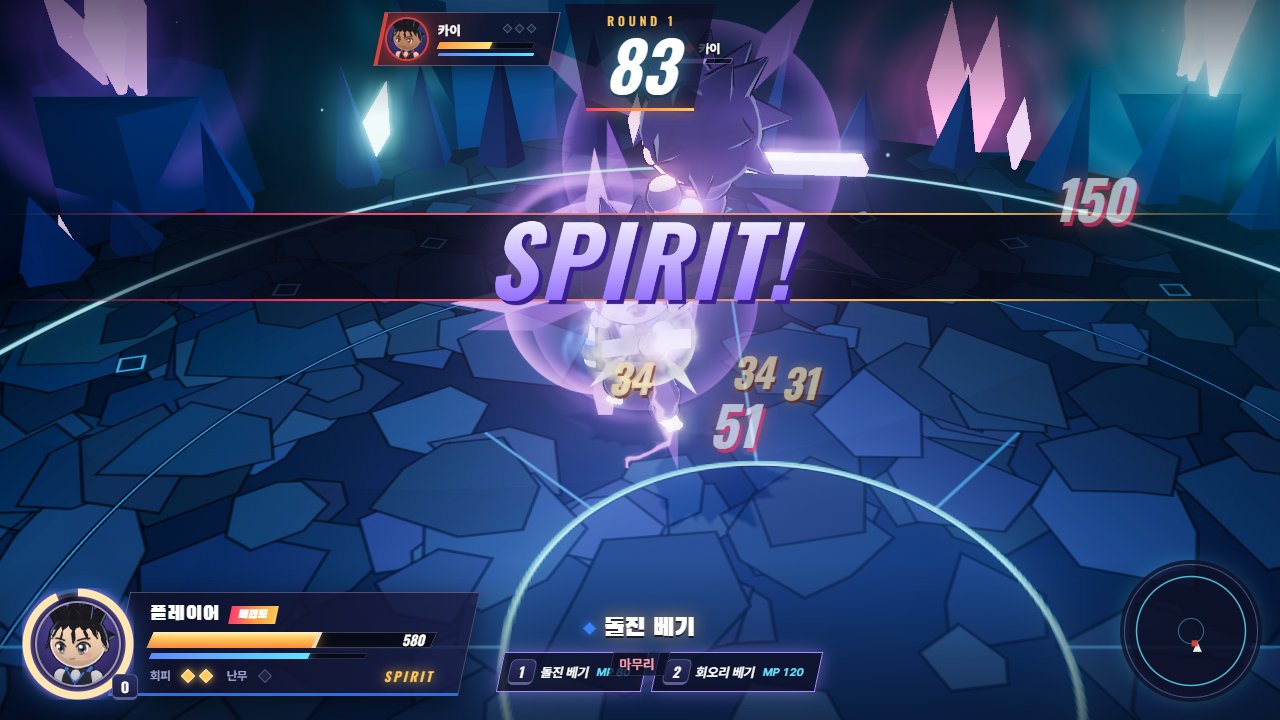 카이
ROUND 1
83
카이
150
SPIRIT!
34
34
31
51
플레이어
580
회피
난무
SPIRIT
0
돌진 베기
1 돌진 베기 MP 80
마무리
2 회오리 베기 MP 120